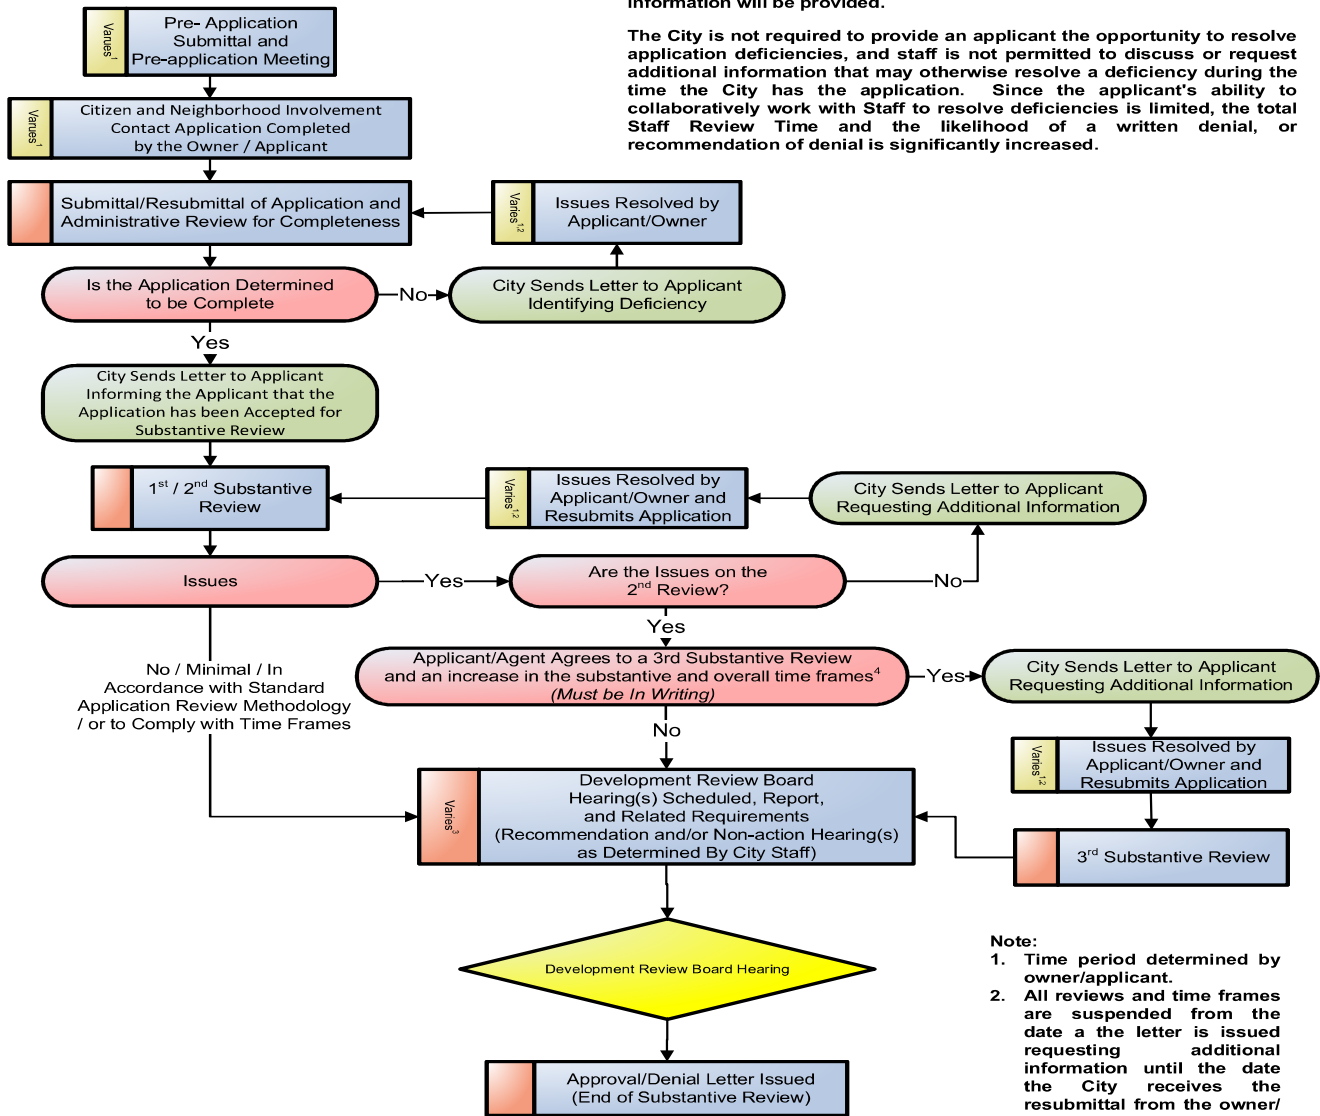 information will be provided.
The City is not required to provide an applicant the opportunity to resolve
application deficiencies, and staff is not permitted to discuss or request
additional information that may otherwise resolve a deficiency during the
time the City has the application. Since the applicant's ability to
collaboratively work with Staff to resolve deficiencies is limited, the total
Staff Review Time and the likelihood of a written denial, or
recommendation of denial is significantly increased.
Varues1
Pre- Application
Submittal and
Pre-application Meeting
Varues1
Citizen and Neighborhood Involvement
Contact Application Completed
by the Owner / Applicant
Submittal/Resubmittal of Application and
Administrative Review for Completeness
Varies1,2
Issues Resolved by
Applicant/Owner
Is the Application Determined
to be Complete
No
City Sends Letter to Applicant
Identifying Deficiency
Yes
City Sends Letter to Applicant
Informing the Applicant that the
Application has been Accepted for
Substantive Review
1st / 2nd Substantive
Review
Varies1,2
Issues Resolved by
Applicant/Owner and
Resubmits Application
City Sends Letter to Applicant
Requesting Additional Information
Issues
Yes
Are the Issues on the
2nd Review?
No
Yes
No / Minimal / In
Accordance with Standard
Application Review Methodology
/ or to Comply with Time Frames
Applicant/Agent Agrees to a 3rd Substantive Review
and an increase in the substantive and overall time frames4
(Must be In Writing)
Yes
City Sends Letter to Applicant
Requesting Additional Information
No
Varies1,2
Issues Resolved by
Applicant/Owner and
Resubmits Application
Varies3
Development Review Board
Hearing(s) Scheduled, Report,
and Related Requirements
(Recommendation and/or Non-action Hearing(s)
as Determined By City Staff)
3rd Substantive Review
Development Review Board Hearing
Approval/Denial Letter Issued
(End of Substantive Review)
Note:
1. Time period determined by
owner/applicant.
2. All reviews and time frames
are suspended from the
date a the letter is issued
requesting additional
information until the date
the City receives the
resubmittal from the owner/